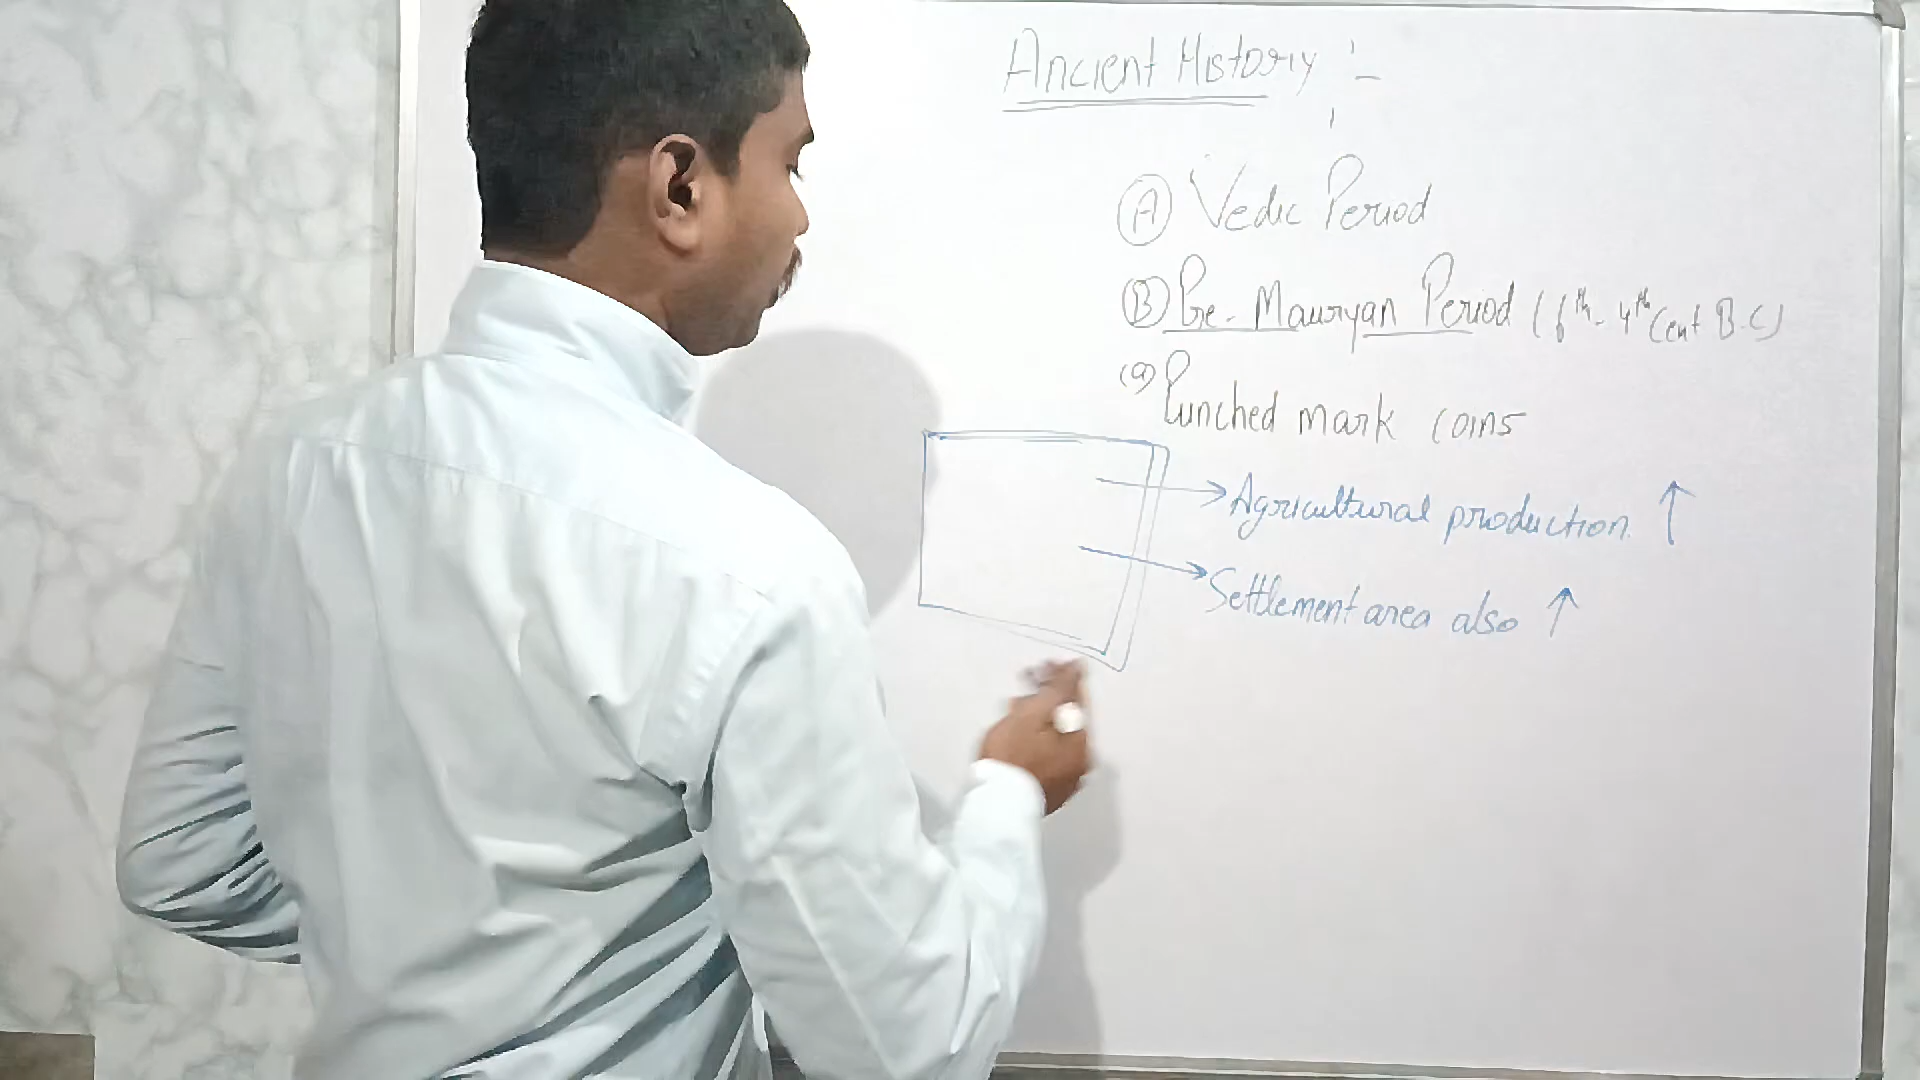 Ancient History :-
(A) Vedic Period
(B) Pre-Mauryan Period (6th-4th Cent B.C)
(a) Punched mark coins
→ Agricultural production. ↑
→ Settlement area also ↑